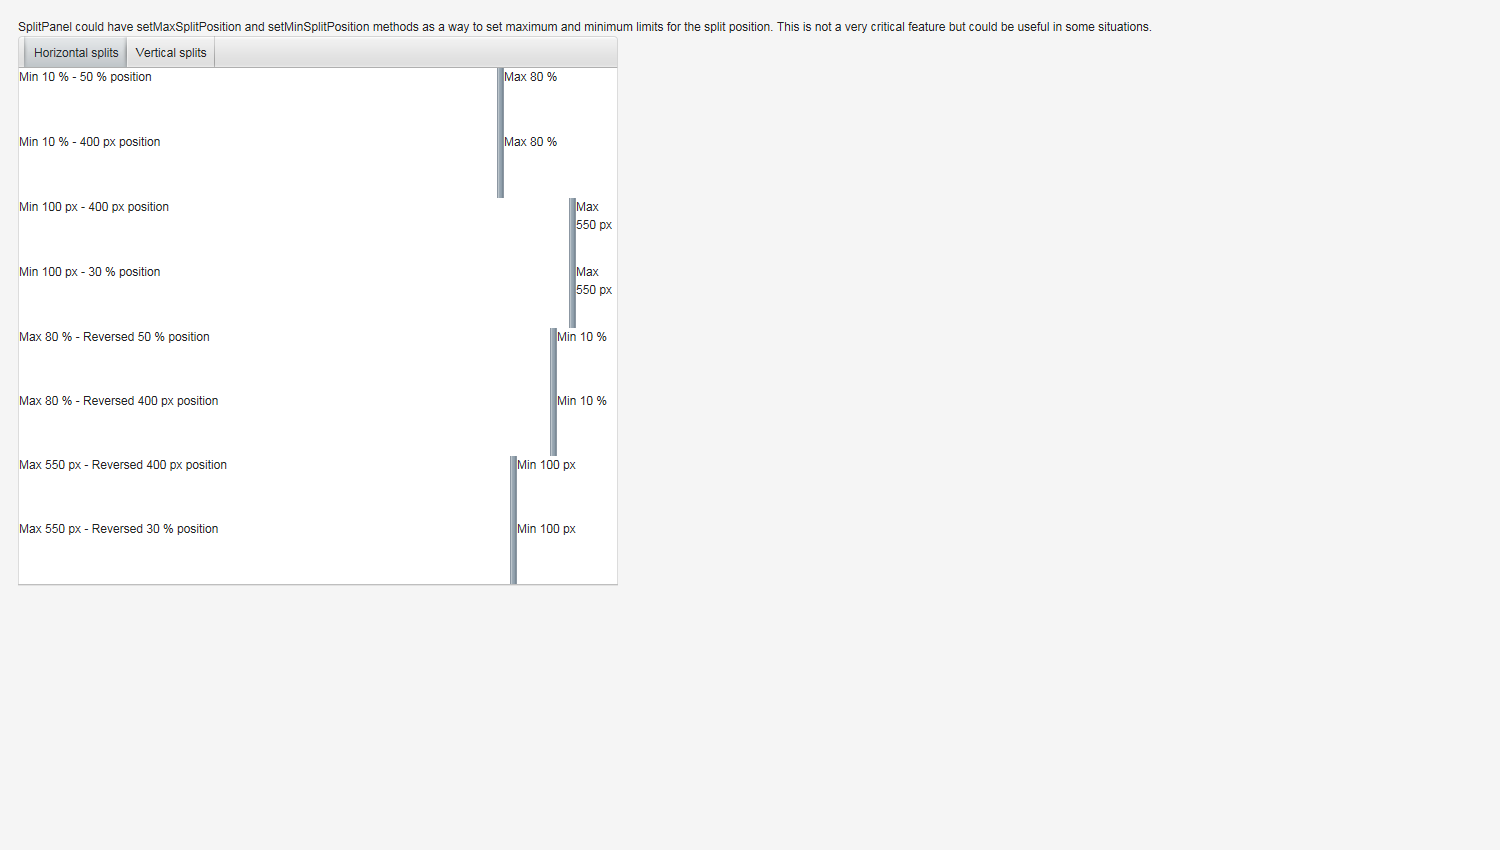 SplitPanel could have setMaxSplitPosition and setMinSplitPosition methods as a way to set maximum and minimum limits for the split position. This is not a very critical feature but could be useful in some situations.
Horizontal splits Vertical splits
Min 10 % - 50 % position Max 80 %
Min 10 % - 400 px position Max 80 %
Min 100 px - 400 px position Max
550 px
Min 100 px - 30 % position Max
550 px
Max 80 % - Reversed 50 % position Min 10 %
Max 80 % - Reversed 400 px position Min 10 %
Max 550 px - Reversed 400 px position Min 100 px
Max 550 px - Reversed 30 % position Min 100 px